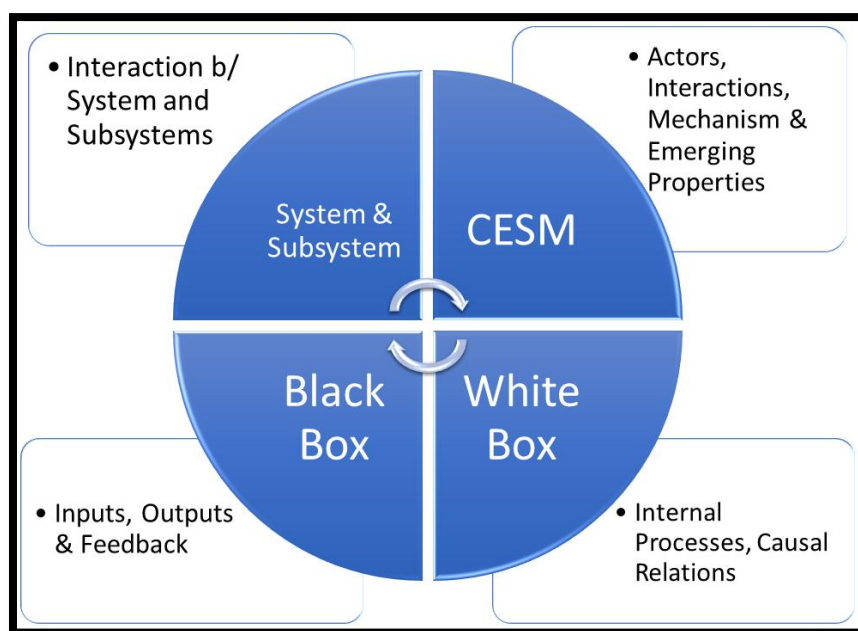 • Interaction b/
System and
Subsystems
• Actors,
Interactions,
Mechanism &
Emerging
Properties
System &
Subsystem
CESM
Black
Box
White
Box
• Inputs, Outputs
& Feedback
• Internal
Processes, Causal
Relations